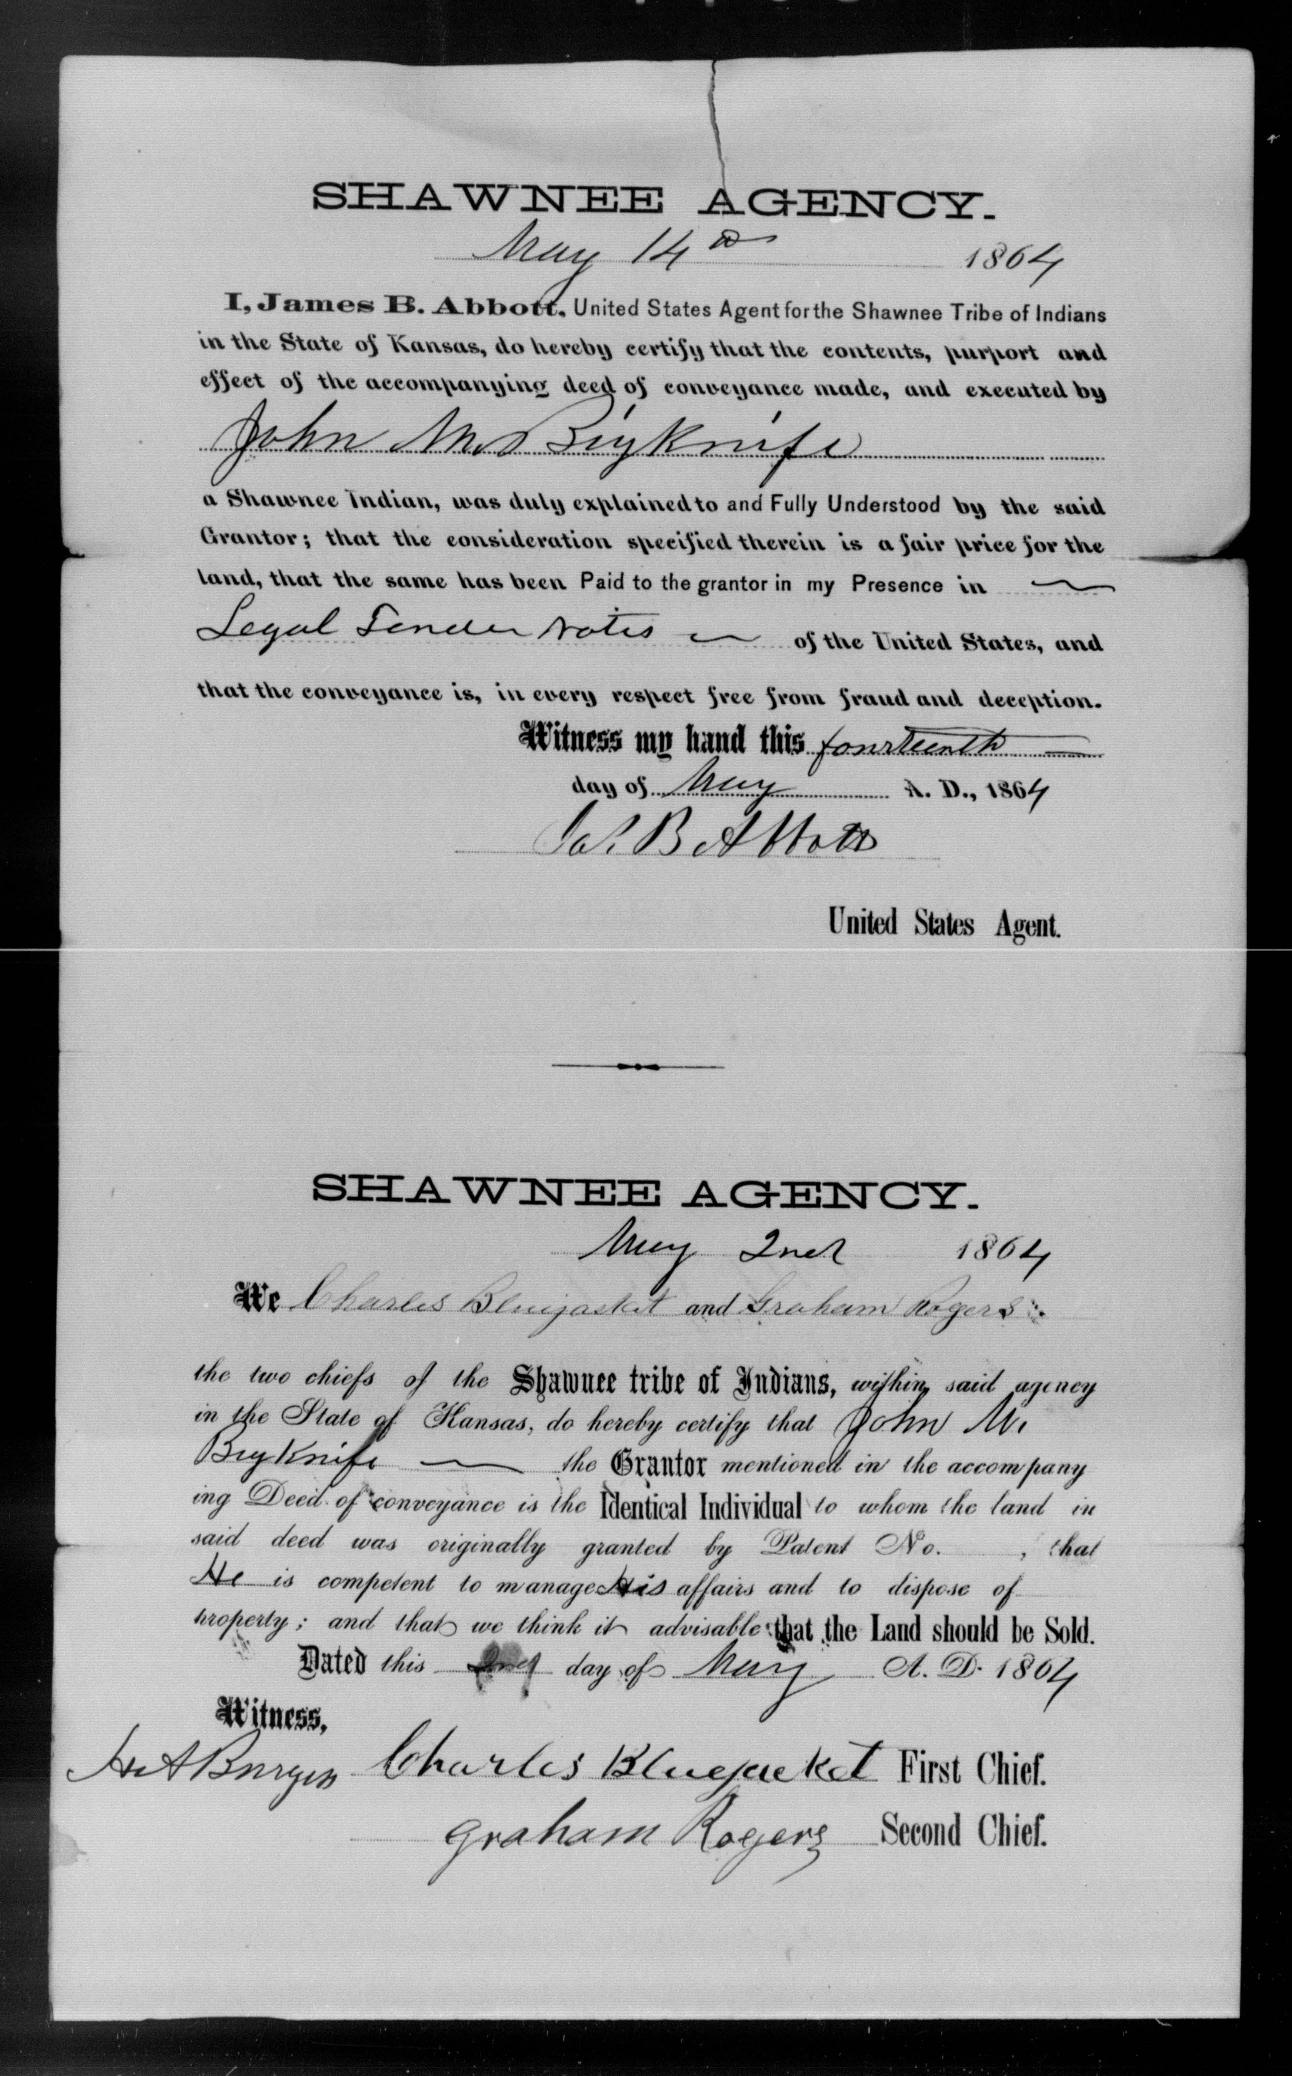 SHAWNEE AGENCY.
May 14th 1864
I, James B. Abbott, United States Agent for the Shawnee Tribe of Indians
in the State of Kansas, do hereby certify that the contents, purport and
effect of the accompanying deed of conveyance made, and executed by
John M. Bigknife
a Shawnee Indian, was duly explained to and Fully Understood by the said
Grantor; that the consideration specified therein is a fair price for the
land, that the same has been Paid to the grantor in my Presence in
Legal Tender Notes of the United States, and
that the conveyance is, in every respect free from fraud and deception.
Witness my hand this fourteenth
day of May A. D., 1864
Jas. B Abbott
United States Agent.
SHAWNEE AGENCY.
May 2nd 1864
We Charles Bluejacket and Graham Rogers
the two chiefs of the Shawnee tribe of Indians, within said agency
in the State of Kansas, do hereby certify that John M.
BigKnife the Grantor mentioned in the accompany
ing Deed of conveyance is the Identical Individual to whom the land in
said deed was originally granted by Patent No. , that
He is competent to manage His affairs and to dispose of
property; and that we think it advisable that the Land should be Sold.
Dated this 2nd day of May A. D. 1864
Witness,
Charles Bluejacket First Chief.
Graham Rogers Second Chief.